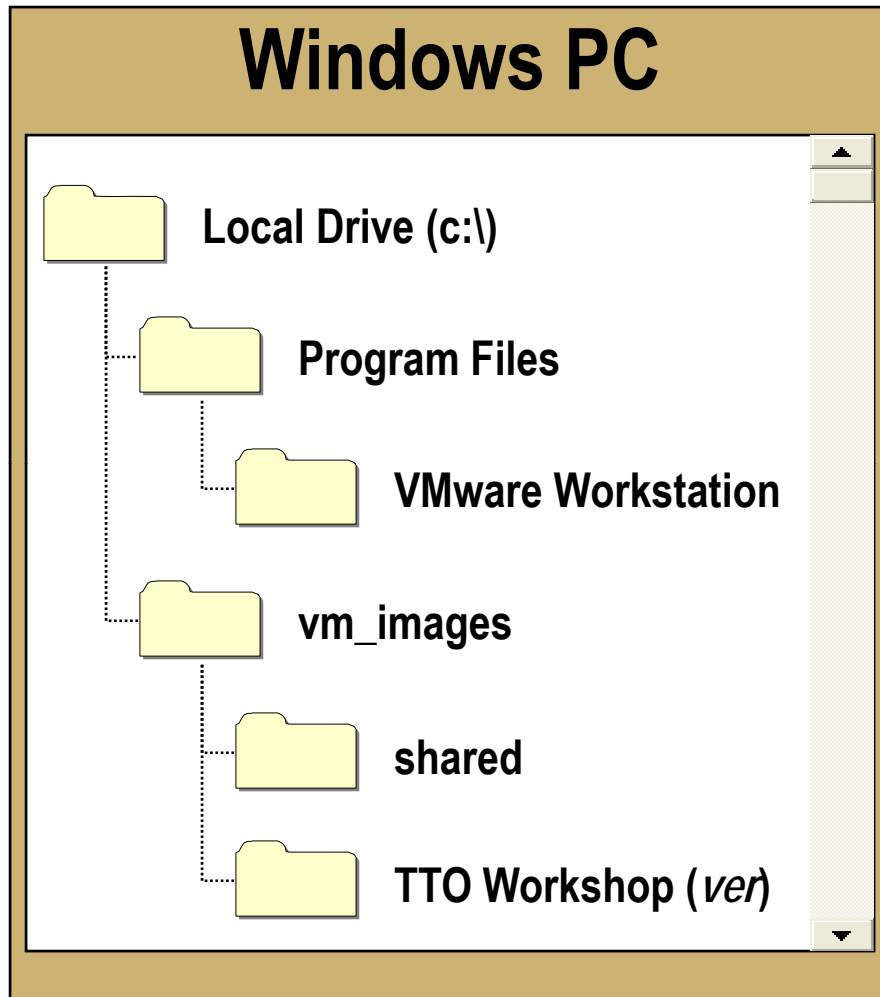 Windows PC
Local Drive (c:\)
Program Files
VMware Workstation
vm_images
shared
TTO Workshop (ver)